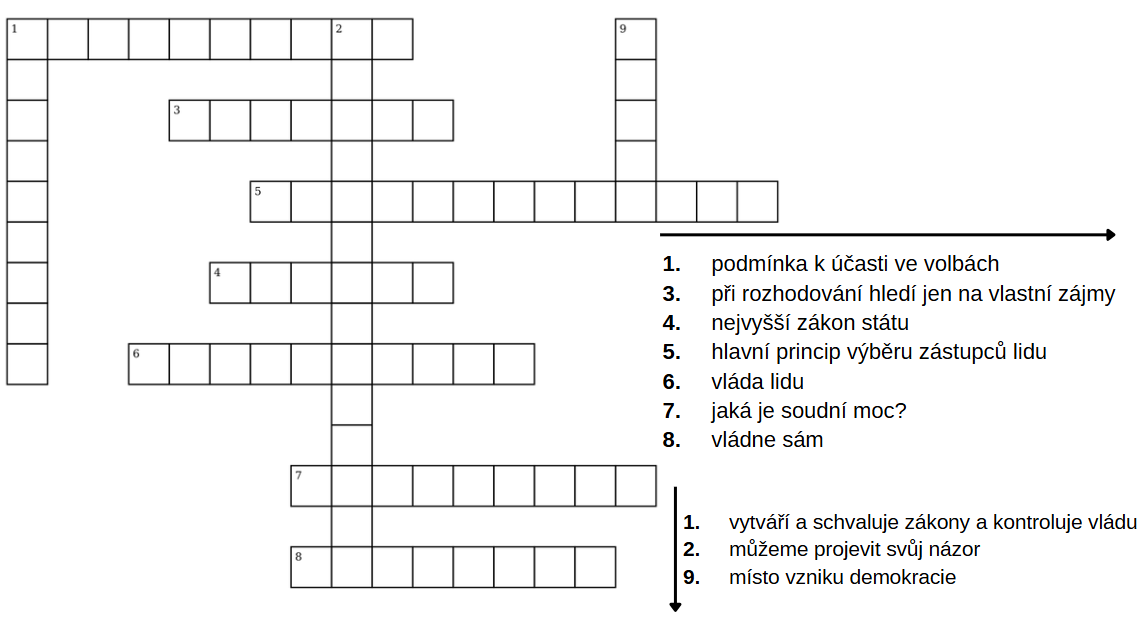 1 2 9
3
5
4
6
7
8
1. podmínka k účasti ve volbách
3. při rozhodování hledí jen na vlastní zájmy
4. nejvyšší zákon státu
5. hlavní princip výběru zástupců lidu
6. vláda lidu
7. jaká je soudní moc?
8. vládne sám
1. vytváří a schvaluje zákony a kontroluje vládu
2. můžeme projevit svůj názor
9. místo vzniku demokracie